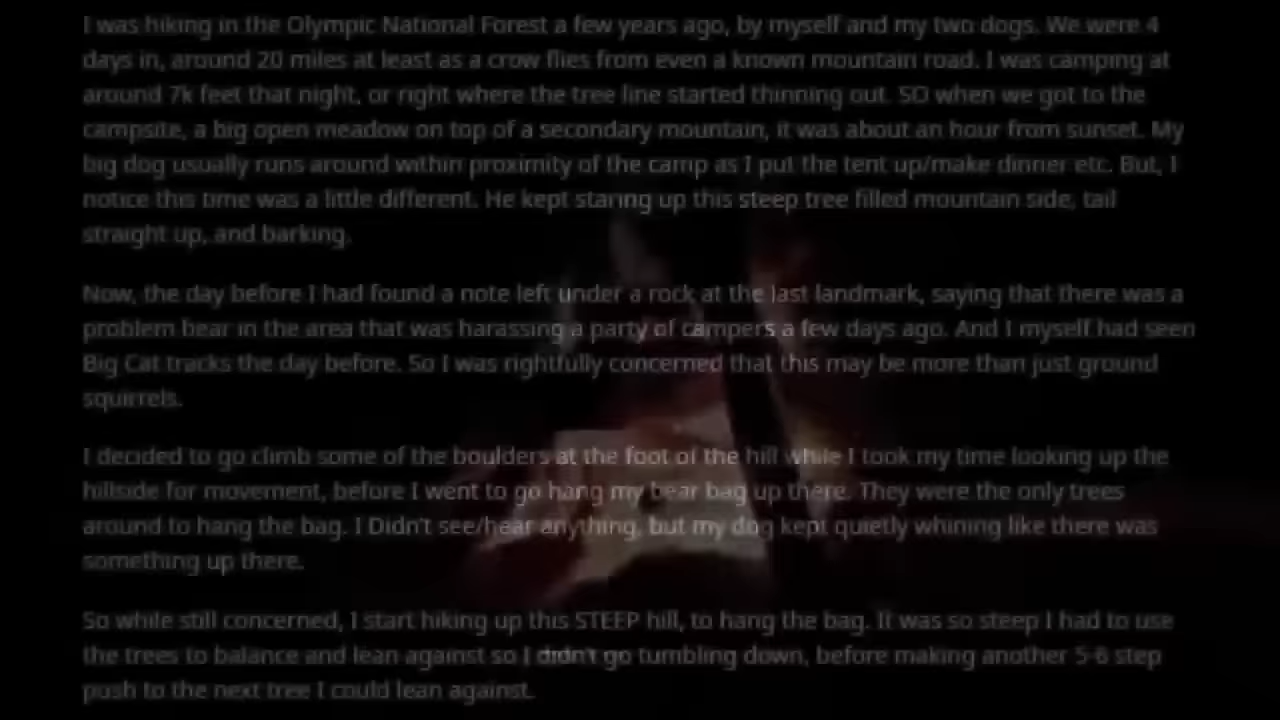 I was hiking in the Olympic National Forest a few years ago, by myself and my two dogs. We were 4
days in, around 20 miles at least as a crow flies from even a known mountain road. I was camping at
around 7k feet that night, or right where the tree line started thinning out. SO when we got to the
campsite, a big open meadow on top of a secondary mountain, it was about an hour from sunset. My
big dog usually runs around within proximity of the camp as I put the tent up/make dinner etc. But, I
notice this time was a little different. He kept staring up this steep tree filled mountain side, tail
straight up, and barking.
Now, the day before I had found a note left under a rock at the last landmark, saying that there was a
problem bear in the area that was harassing a party of campers a few days ago. And I myself had seen
Big Cat tracks the day before. So I was rightfully concerned that this may be more than just ground
squirrels.
I decided to go climb some of the boulders at the foot of the hill while I took my time looking up the
hillside for movement, before I went to go hang my bear bag up there. They were the only trees
around to hang the bag. I Didn't see/hear anything, but my dog kept quietly whining like there was
something up there.
So while still concerned, I start hiking up this STEEP hill, to hang the bag. It was so steep I had to use
the trees to balance and lean against so I didn't go tumbling down, before making another 5-6 step
push to the next tree I could lean against.